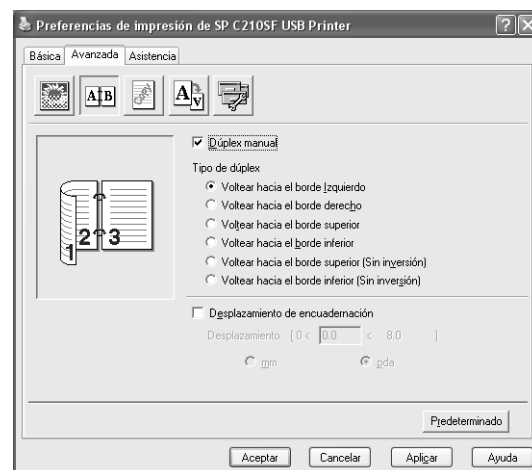 Preferencias de impresión de SP C210SF USB Printer
Básica Avanzada Asistencia
A B
A v
1 2 3
Dúplex manual
Tipo de dúplex
Voltear hacia el borde Izquierdo
Voltear hacia el borde derecho
Voltear hacia el borde superior
Voltear hacia el borde inferior
Voltear hacia el borde superior (Sin inversión)
Voltear hacia el borde inferior (Sin inversión)
Desplazamiento de encuadernación
Desplazamiento [ 0 < 0.0 < 8.0 ]
mm pda
Predeterminado
Aceptar Cancelar Aplicar Ayuda